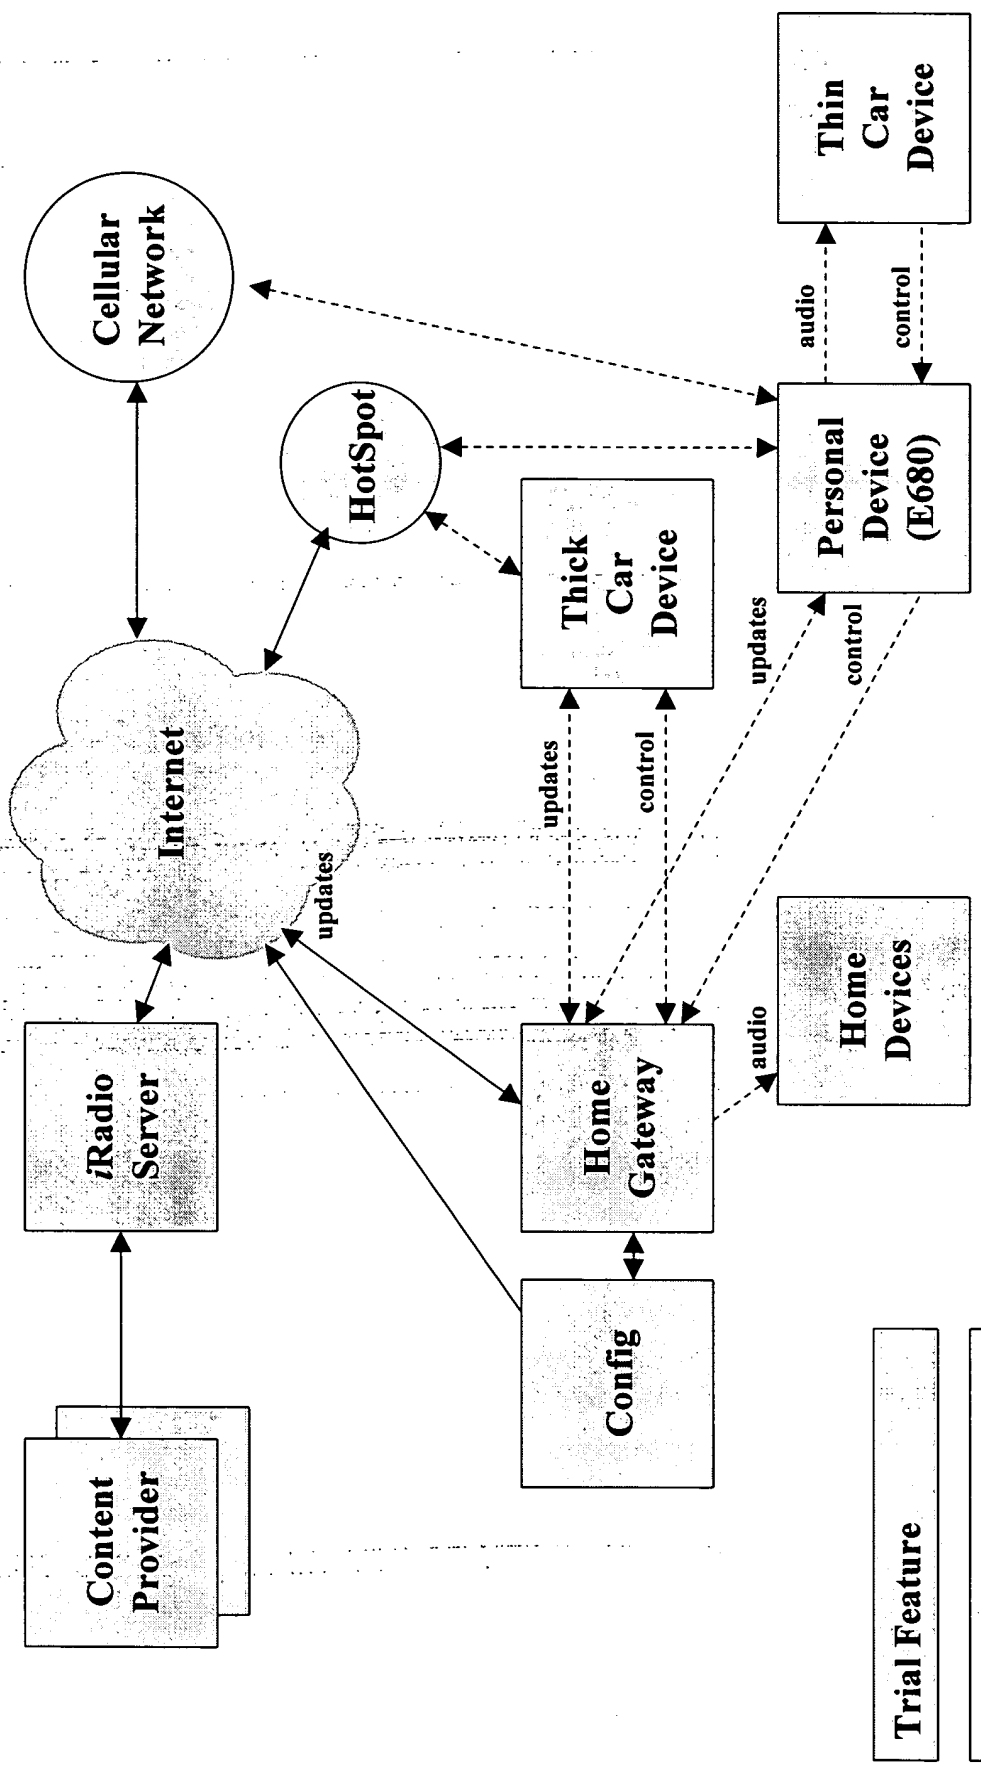 Content
Provider
iRadio
Server
Internet
Cellular
Network
HotSpot
updates
Config
Home
Gateway
updates
control
Thick
Car
Device
updates
control
audio
Home
Devices
Personal
Device
(E680)
audio
control
Thin
Car
Device
Trial Feature